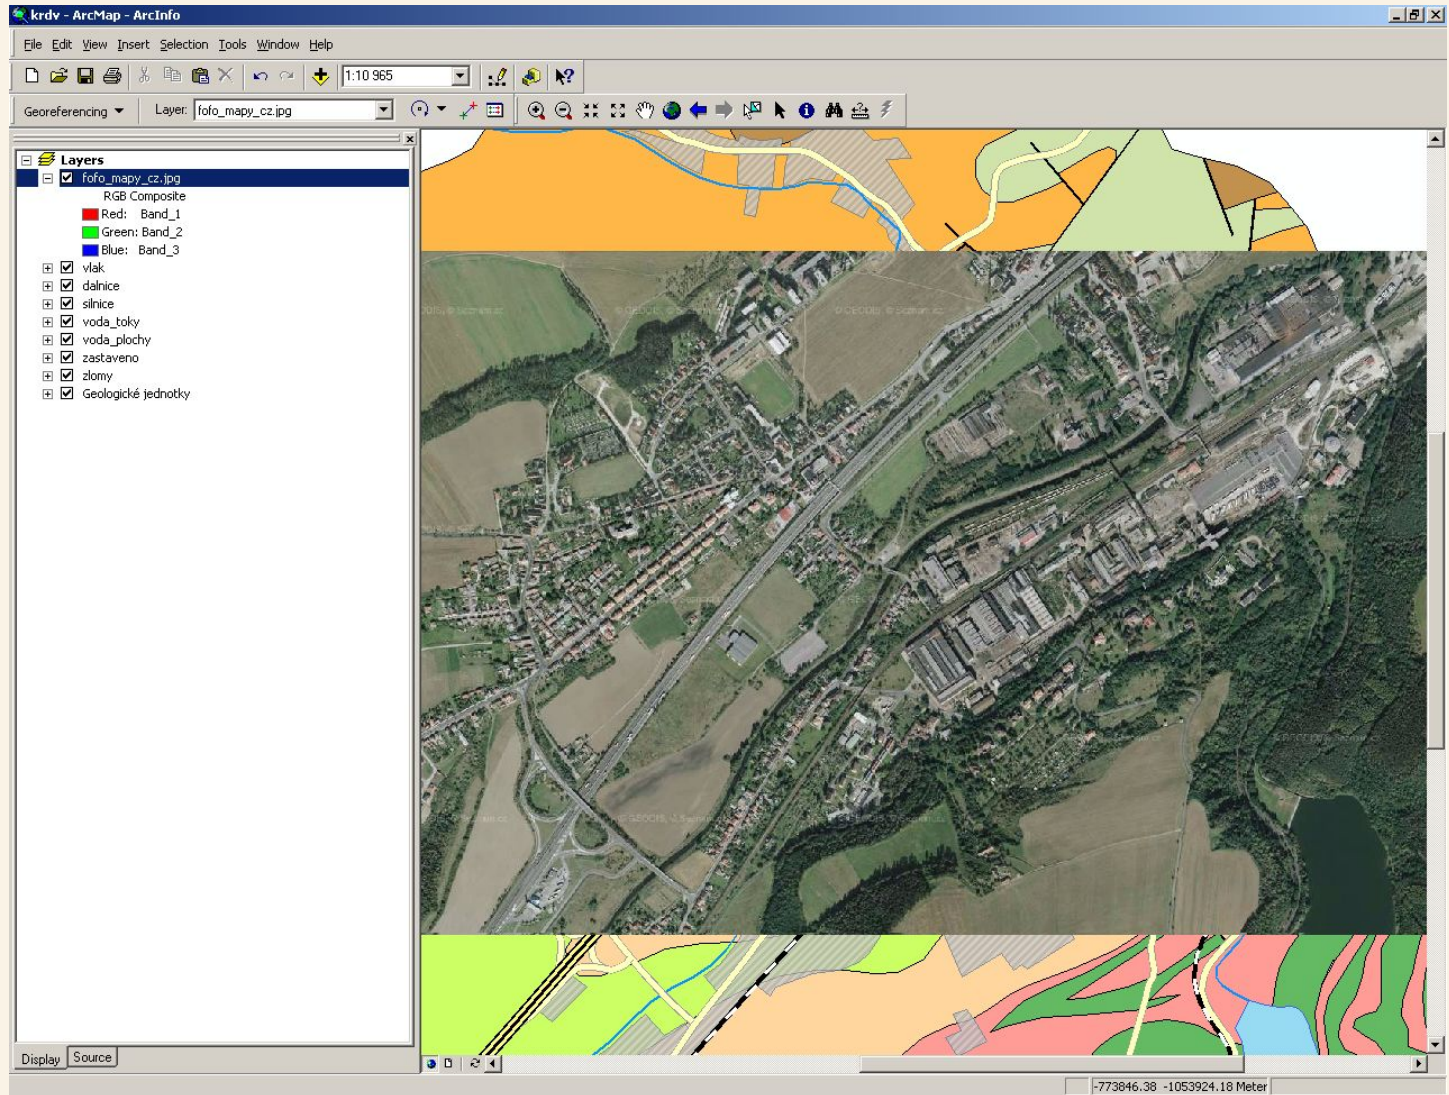 krdv - ArcMap - ArcInfo
File Edit View Insert Selection Tools Window Help
1:10 965
Georeferencing Layer: fofo_mapy_cz.jpg
Layers
fofo_mapy_cz.jpg
RGB Composite
Red: Band_1
Green: Band_2
Blue: Band_3
vlak
dalnice
silnice
voda_toky
voda_plochy
zastaveno
zlomy
Geologické jednotky
Display Source
-773846.38 -1053924.18 Meter